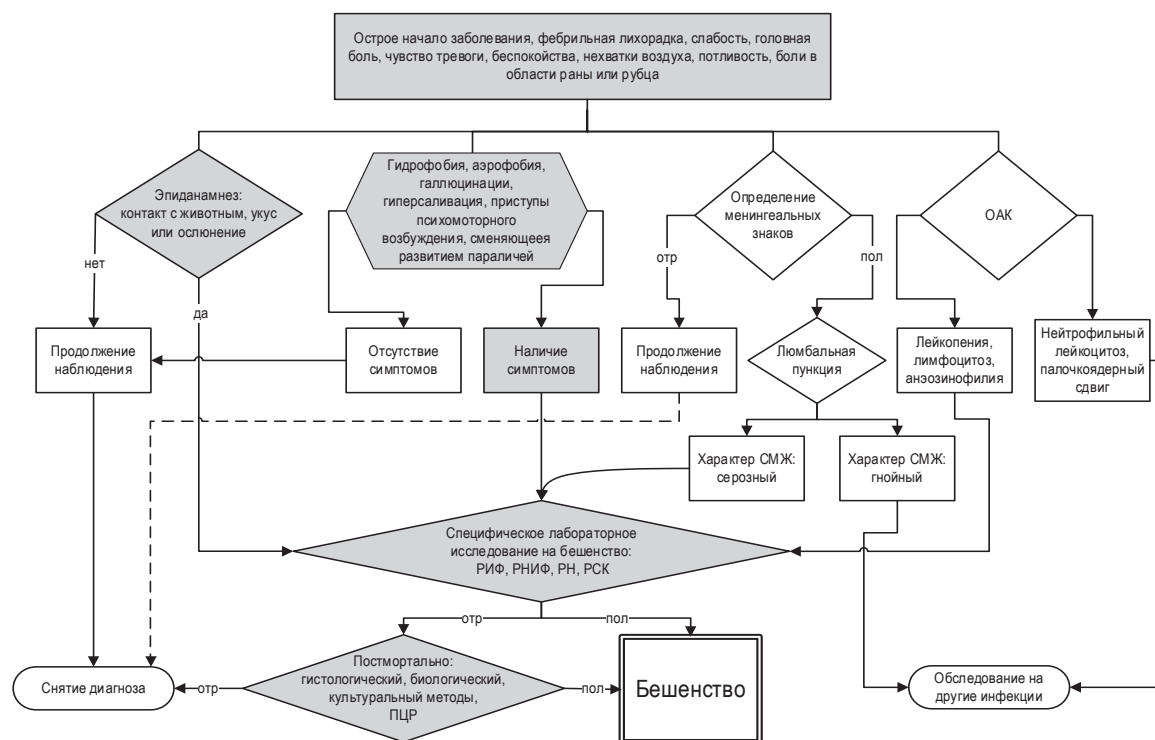 Острое начало заболевания, фебрильная лихорадка, слабость, головная
боль, чувство тревоги, беспокойства, нехватки воздуха, потливость, боли в
области раны или рубца
Эпиданамнез:
контакт с животным, укус
или ослюнение
Гидрофобия, аэрофобия,
галлюцинации,
гиперсаливация, приступы
психомоторного
возбуждения, сменяющееея
развитием параличей
Определение
менингеальных
знаков
ОАК
нет
да
отр
пол
Продолжение
наблюдения
Отсутствие
симптомов
Наличие
симптомов
Продолжение
наблюдения
Люмбальная
пункция
Лейкопения,
лимфоцитоз,
анэозинофилия
Нейтрофильный
лейкоцитоз,
палочкоядерный
сдвиг
Характер СМЖ:
серозный
Характер СМЖ:
гнойный
Специфическое лабораторное
исследование на бешенство:
РИФ, РНИФ, РН, РСК
отр
пол
Постмортально:
гистологический, биологический,
культуральный методы,
ПЦР
Снятие диагноза
отр
пол
Бешенство
Обследование на
другие инфекции